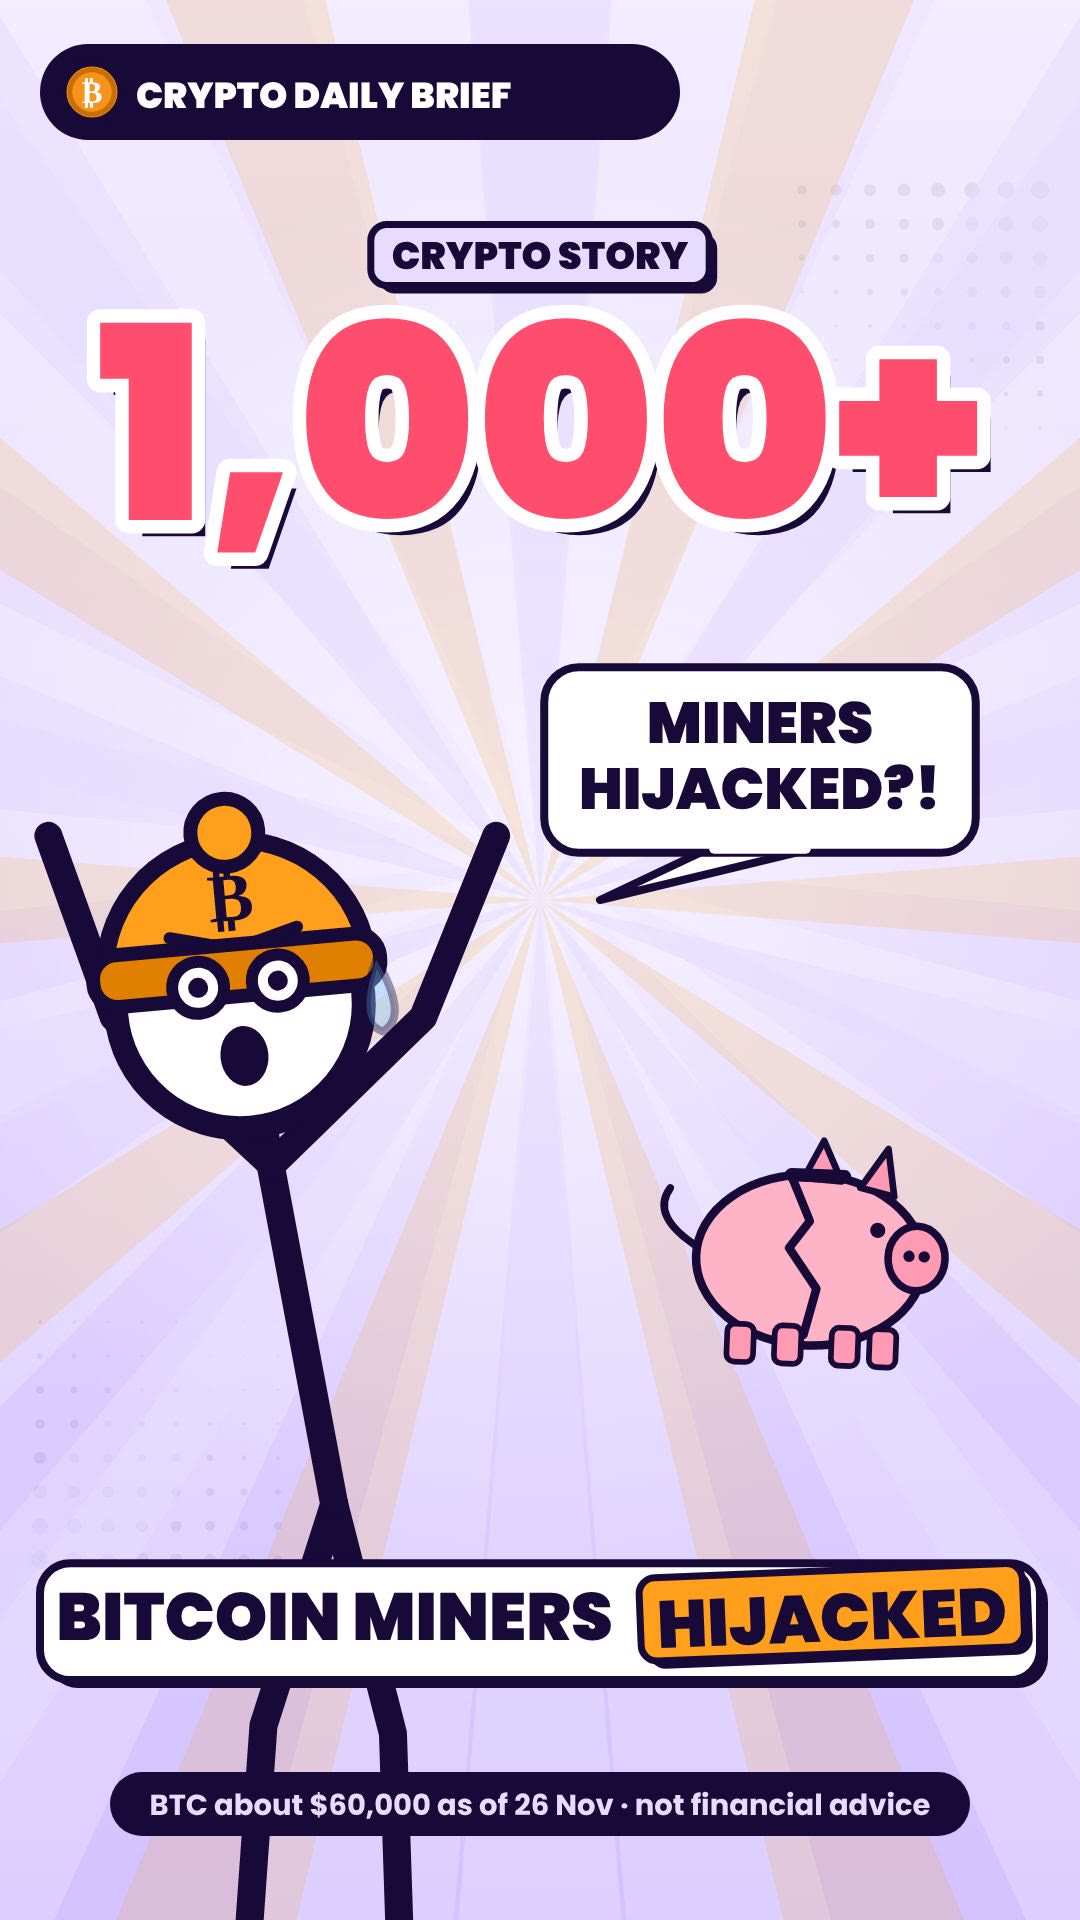 CRYPTO DAILY BRIEF
CRYPTO STORY
1,000+
MINERS
HIJACKED?!
BITCOIN MINERS HIJACKED
BTC about $60,000 as of 26 Nov · not financial advice